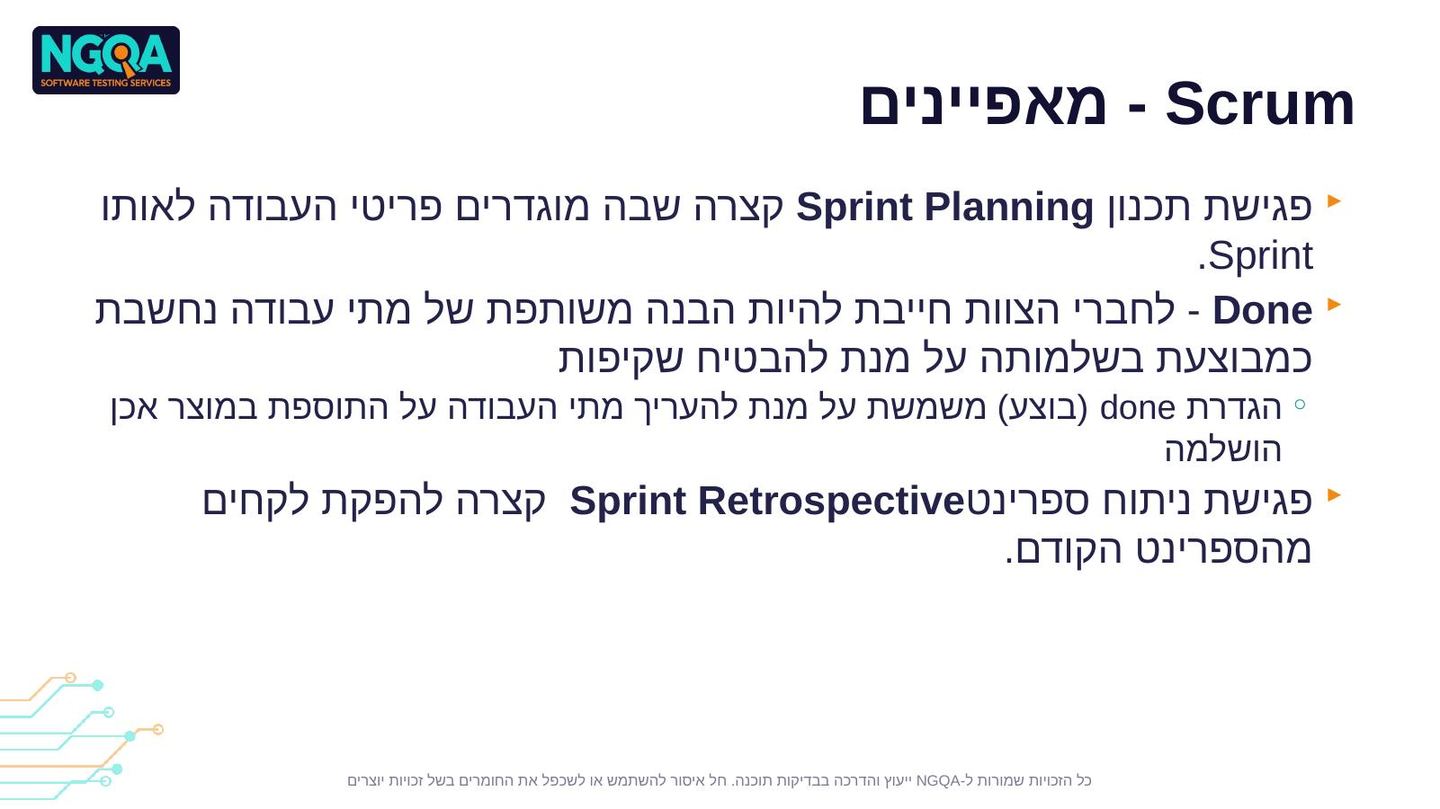 NGQA
SOFTWARE TESTING SERVICES
Scrum - מאפיינים
פגישת תכנון Sprint Planning קצרה שבה מוגדרים פריטי העבודה לאותו
Sprint.
Done - לחברי הצוות חייבת להיות הבנה משותפת של מתי עבודה נחשבת
כמבוצעת בשלמותה על מנת להבטיח שקיפות
הגדרת done (בוצע) משמשת על מנת להעריך מתי העבודה על התוספת במוצר אכן
הושלמה
פגישת ניתוח ספרינטSprint Retrospective  קצרה להפקת לקחים
מהספרינט הקודם.
כל הזכויות שמורות ל-NGQA ייעוץ והדרכה בבדיקות תוכנה. חל איסור להשתמש או לשכפל את החומרים בשל זכויות יוצרים